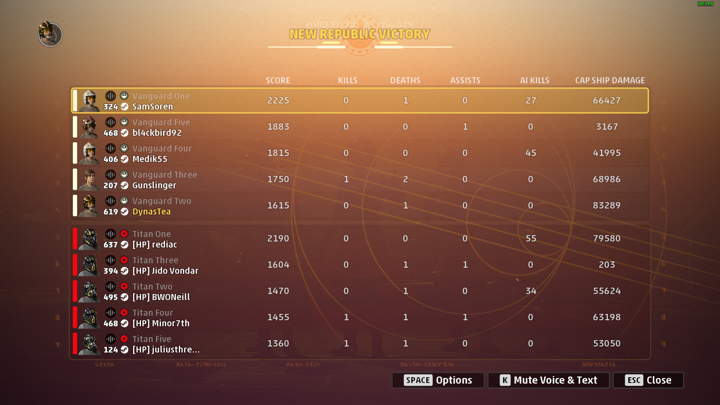 NEW REPUBLIC VICTORY
SCORE KILLS DEATHS ASSISTS AI KILLS CAP SHIP DAMAGE
Vanguard One
324 SamSoren 2225 0 1 0 27 66427
Vanguard Five
468 bl4ckbird92 1883 0 0 1 0 3167
Vanguard Four
406 Medik55 1815 0 0 0 45 41995
Vanguard Three
207 Gunslinger 1750 1 2 0 0 68986
Vanguard Two
619 DynasTea 1615 0 1 0 0 83289
Titan One
637 [HP] rediac 2190 0 0 0 55 79580
Titan Three
394 [HP] Jido Vondar 1604 0 1 1 0 203
Titan Two
495 [HP] BWONeill 1470 0 1 0 34 55624
Titan Four
468 [HP] Minor7th 1455 1 1 1 0 63198
Titan Five
124 [HP] juliusthre... 1360 1 1 0 0 53050
SPACE Options K Mute Voice & Text ESC Close